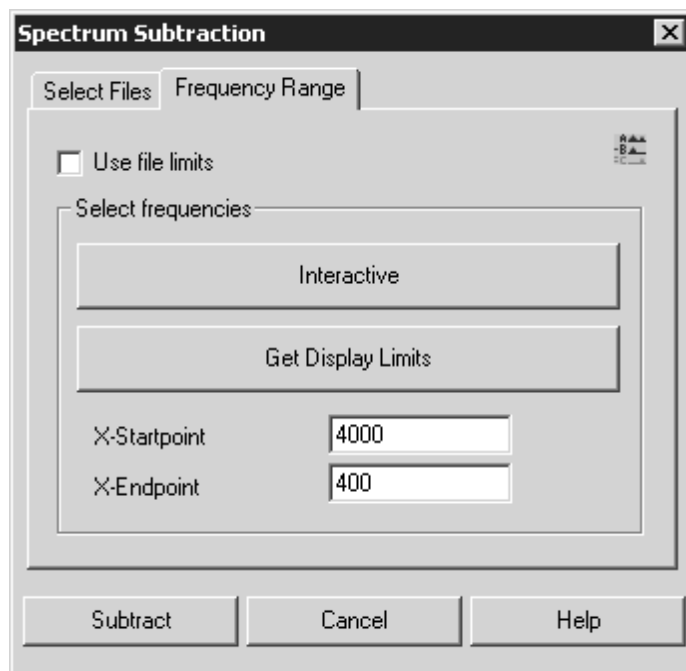 Spectrum Subtraction
Select Files
Frequency Range
Use file limits
Select frequencies
Interactive
Get Display Limits
X-Startpoint 4000
X-Endpoint 400
Subtract Cancel Help